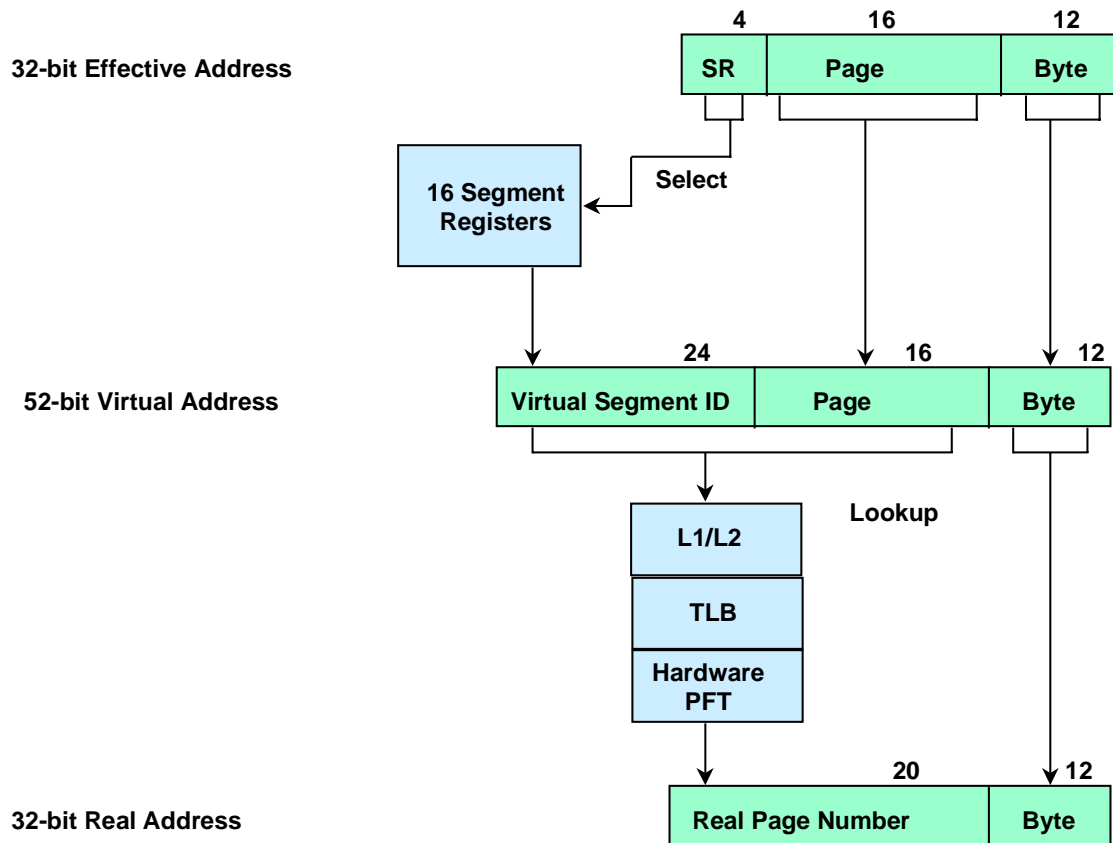 4 16 12
32-bit Effective Address SR Page Byte
Select
16 Segment
Registers
24 16 12
52-bit Virtual Address Virtual Segment ID Page Byte
Lookup
L1/L2
TLB
Hardware
PFT
20 12
32-bit Real Address Real Page Number Byte